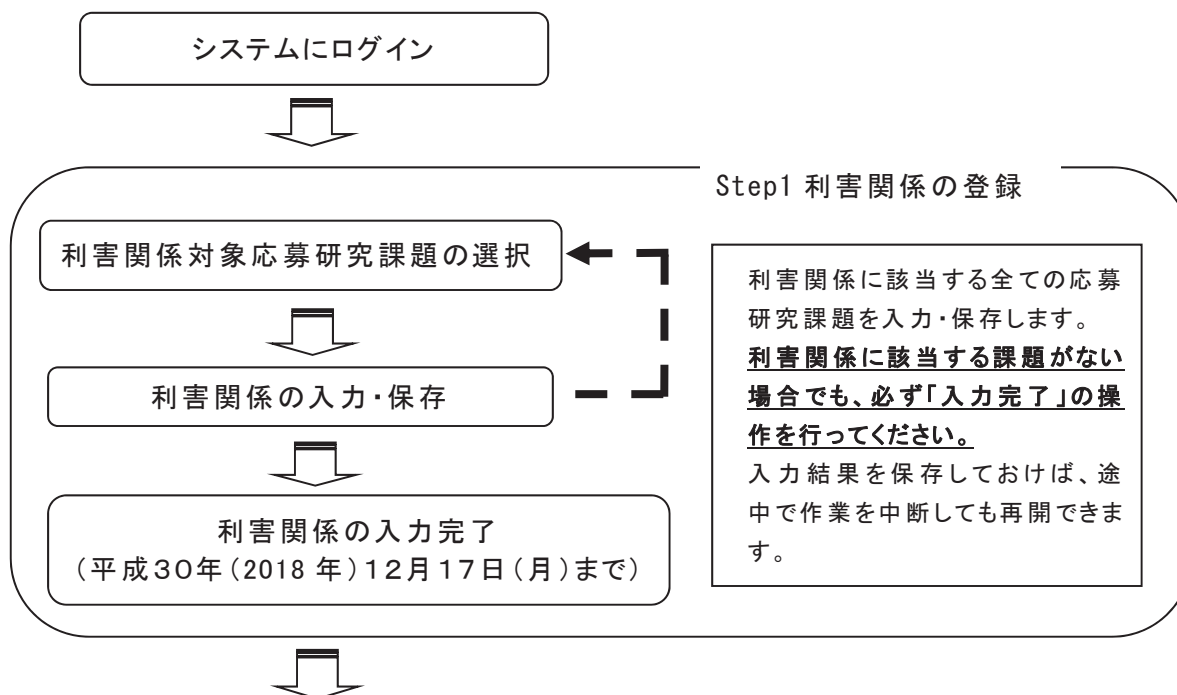 システムにログイン
Step1 利害関係の登録
利害関係対象応募研究課題の選択
利害関係の入力・保存
利害関係の入力完了
（平成３０年（2018 年）１２月１７日（月）まで）
利害関係に該当する全ての応募
研究課題を入力・保存します。
利害関係に該当する課題がない
場合でも、必ず「入力完了」の操
作を行ってください。
入力結果を保存しておけば、途
中で作業を中断しても再開できま
す。